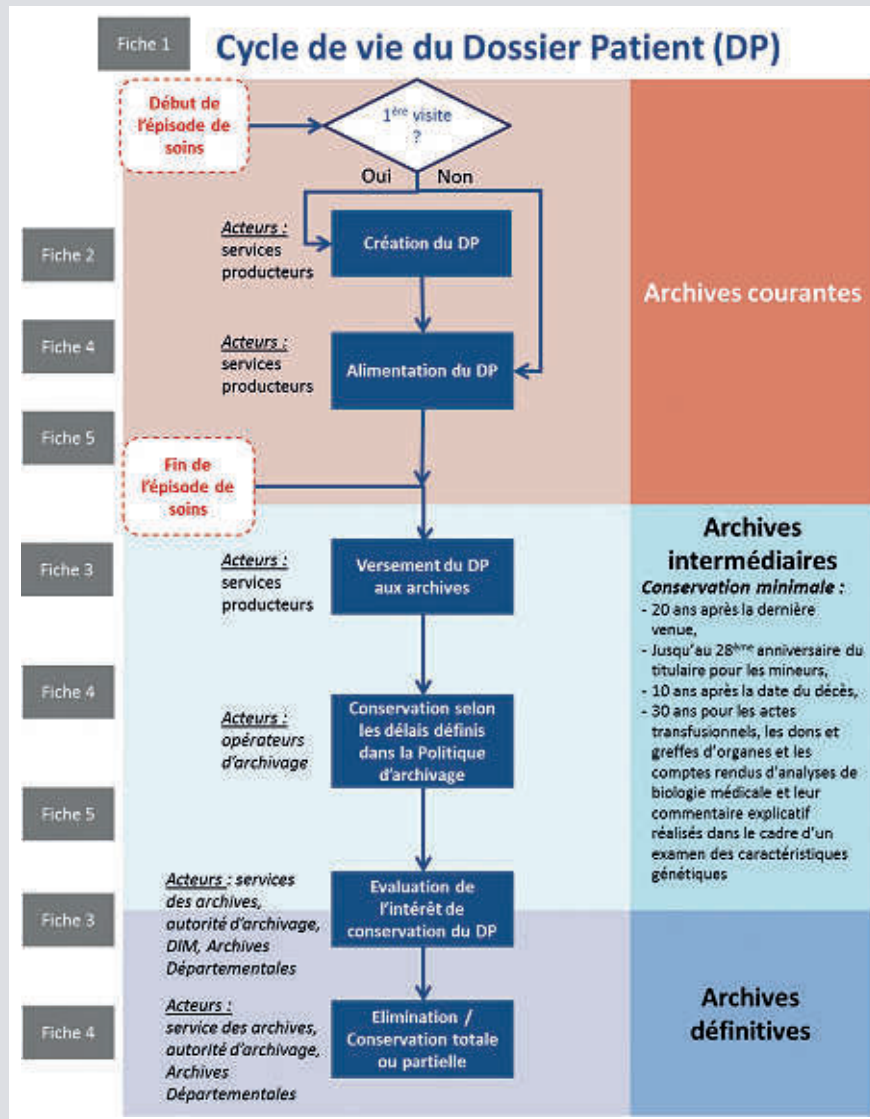 Fiche 1
Cycle de vie du Dossier Patient (DP)
Début de
l'épisode de
soins
1ère visite
?
Oui
Non
Fiche 2
Acteurs :
services
producteurs
Création du DP
Archives courantes
Fiche 4
Acteurs :
services
producteurs
Alimentation du DP
Fiche 5
Fin de
l'épisode de
soins
Fiche 3
Acteurs :
services
producteurs
Versement du DP
aux archives
Archives
intermédiaires
Conservation minimale :
- 20 ans après la dernière
venue,
- Jusqu'au 28ème anniversaire du
titulaire pour les mineurs,
- 10 ans après la date du décès,
- 30 ans pour les actes
transfusionnels, les dons et
greffes d'organes et les
comptes rendus d'analyses de
biologie médicale et leur
commentaire explicatif
réalisés dans le cadre d'un
examen des caractéristiques
génétiques
Fiche 4
Acteurs :
opérateurs
d'archivage
Conservation selon
les délais définis
dans la Politique
d'archivage
Fiche 5
Fiche 3
Acteurs : services
des archives,
autorité d'archivage,
DIM, Archives
Départementales
Evaluation de
l'intérêt de
conservation du DP
Fiche 4
Acteurs :
service des archives,
autorité d'archivage,
Archives
Départementales
Elimination /
Conservation totale
ou partielle
Archives
définitives